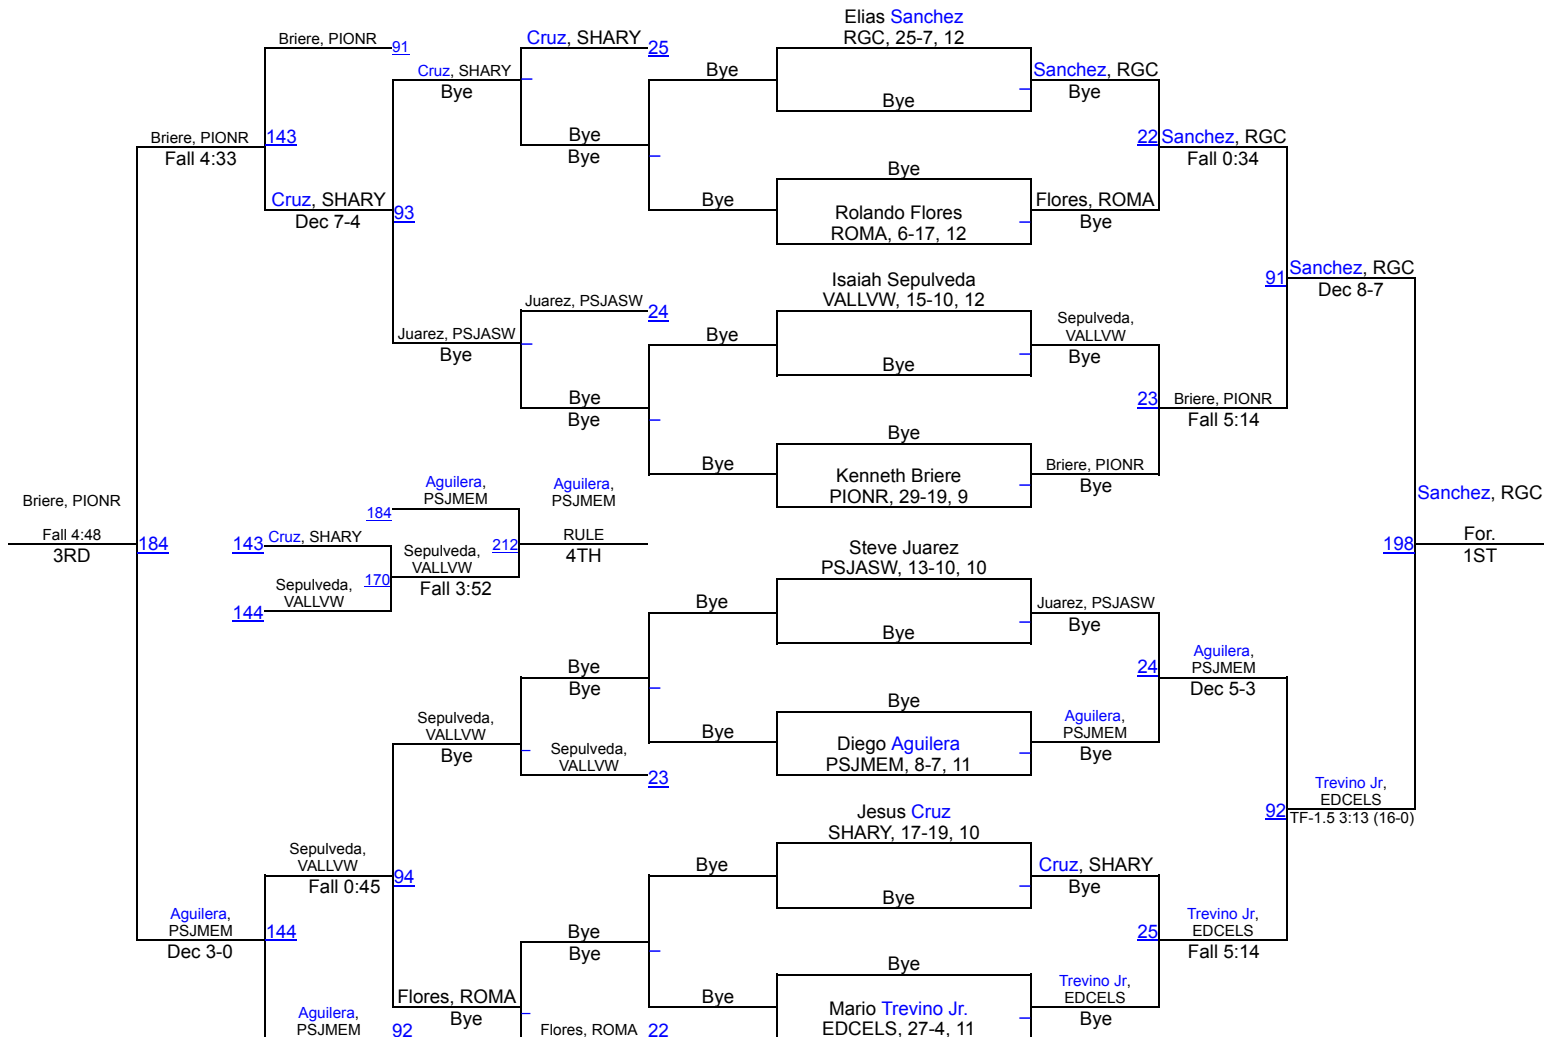 Elias Sanchez
RGC, 25-7, 12
Briere, PIONR
91
Cruz, SHARY
25
Cruz, SHARY
Bye
Bye
Bye
Sanchez, RGC
Bye
Briere, PIONR
143
Fall 4:33
Bye
Bye
22
Sanchez, RGC
Fall 0:34
Bye
Cruz, SHARY
93
Dec 7-4
Bye
Rolando Flores
ROMA, 6-17, 12
Flores, ROMA
Bye
Isaiah Sepulveda
VALLVW, 15-10, 12
91
Sanchez, RGC
Dec 8-7
Juarez, PSJASW
24
Juarez, PSJASW
Bye
Bye
Bye
Sepulveda,
VALLVW
Bye
Bye
Bye
23
Briere, PIONR
Fall 5:14
Bye
Bye
Kenneth Briere
PIONR, 29-19, 9
Briere, PIONR
Bye
Briere, PIONR
Fall 4:48
3RD
184
Aguilera,
PSJMEM
184
Aguilera,
PSJMEM
RULE
4TH
143
Cruz, SHARY
Sepulveda,
VALLVW
212
170
Fall 3:52
Sepulveda,
VALLVW
144
Sanchez, RGC
198
For.
1ST
Steve Juarez
PSJASW, 13-10, 10
Bye
Bye
Juarez, PSJASW
Bye
Bye
Bye
24
Aguilera,
PSJMEM
Dec 5-3
Bye
Sepulveda,
VALLVW
Bye
Sepulveda,
VALLVW
23
Bye
Diego Aguilera
PSJMEM, 8-7, 11
Aguilera,
PSJMEM
Bye
Jesus Cruz
SHARY, 17-19, 10
92
Trevino Jr,
EDCELS
TF-1.5 3:13 (16-0)
Sepulveda,
VALLVW
Fall 0:45
94
Bye
Bye
Cruz, SHARY
Bye
Aguilera,
PSJMEM
Dec 3-0
144
Bye
Bye
25
Trevino Jr,
EDCELS
Fall 5:14
Bye
Aguilera,
PSJMEM
92
Flores, ROMA
Bye
Flores, ROMA
22
Bye
Mario Trevino Jr.
EDCELS, 27-4, 11
Trevino Jr,
EDCELS
Bye